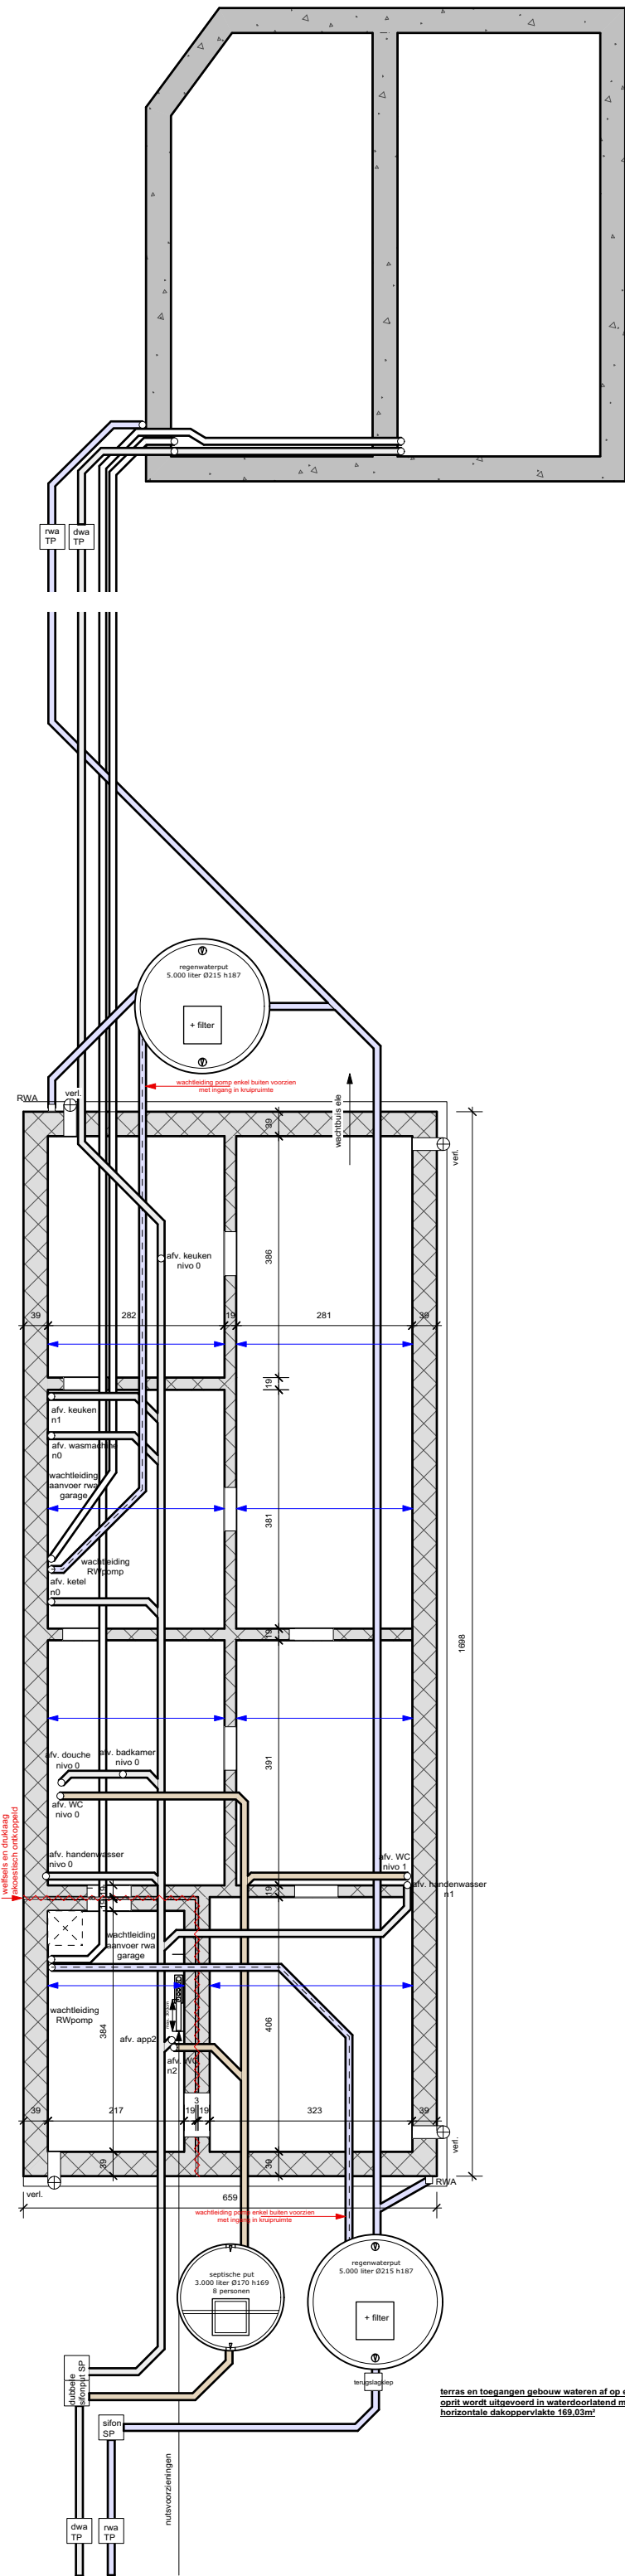 rwa
TP
dwa
TP
regenwaterput
5.000 liter Ø215 h187
+ filter
wachtleiding pomp enkel buiten voorzien
met ingang in kruipruimte
RWA
verl.
wachtbuis ele
39
verl.
afv. keuken
nivo 0
386
39
282
19
281
39
19
afv. keuken
n1
afv. wasmachine
n0
wachtleiding
aanvoer rwa
garage
381
wachtleiding
RWpomp
afv. ketel
n0
19
1698
afv. douche
nivo 0
afv. badkamer
nivo 0
afv. WC
nivo 0
391
welfsels en druklaag
akoestisch ontkoppeld
afv. handenwasser
nivo 0
afv. WC
nivo 1
afv. handenwasser
n1
19
wachtleiding
aanvoer rwa
garage
wachtleiding
RWpomp
384
406
afv. app2
afv. WC
n2
3
39
217
19
19
323
39
39
39
verl.
verl.
RWA
659
wachtleiding pomp enkel buiten voorzien
met ingang in kruipruimte
septische put
3.000 liter Ø170 h169
8 personen
regenwaterput
5.000 liter Ø215 h187
+ filter
terugslagklep
dubbele
sifonput SP
sifon
SP
terras en toegangen gebouw wateren af op
oprit wordt uitgevoerd in waterdoorlatend
horizontale dakoppervlakte 169,03m²
nutsvoorzieningen
dwa
TP
rwa
TP